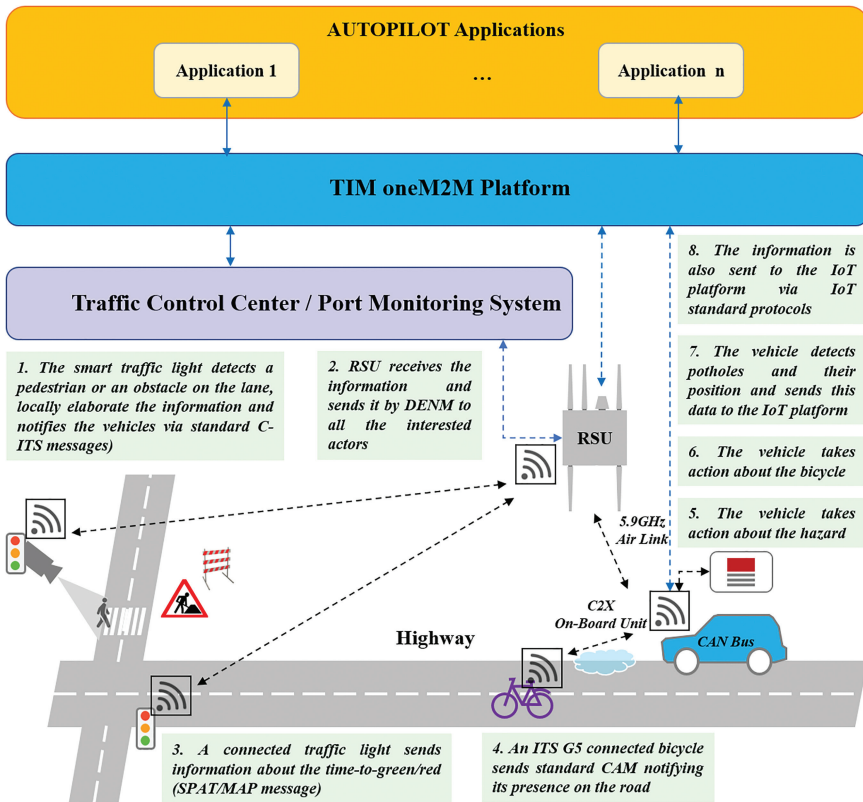 AUTOPILOT Applications
Application 1
...
Application n
TIM oneM2M Platform
Traffic Control Center / Port Monitoring System
8. The information is
also sent to the IoT
platform via IoT
standard protocols
7. The vehicle detects
potholes and their
position and sends this
data to the IoT platform
6. The vehicle takes
action about the bicycle
5. The vehicle takes
action about the hazard
1. The smart traffic light detects a
pedestrian or an obstacle on the lane,
locally elaborate the information and
notifies the vehicles via standard C-
ITS messages)
2. RSU receives the
information and
sends it by DENM to
all the interested
actors
RSU
5.9GHz
Air Link
C2X
On-Board Unit
CAN Bus
Highway
3. A connected traffic light sends
information about the time-to-green/red
(SPAT/MAP message)
4. An ITS G5 connected bicycle
sends standard CAM notifying
its presence on the road